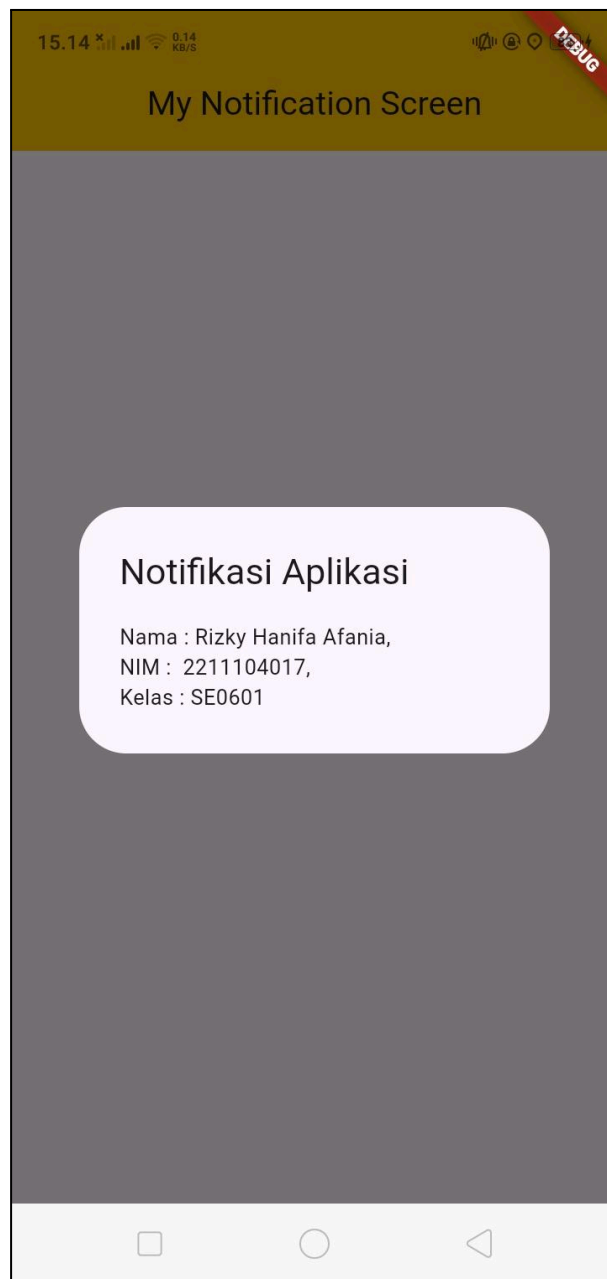 15.14
0.14
KB/S
DEBUG
My Notification Screen
Notifikasi Aplikasi
Nama : Rizky Hanifa Afania,
NIM :  2211104017,
Kelas : SE0601